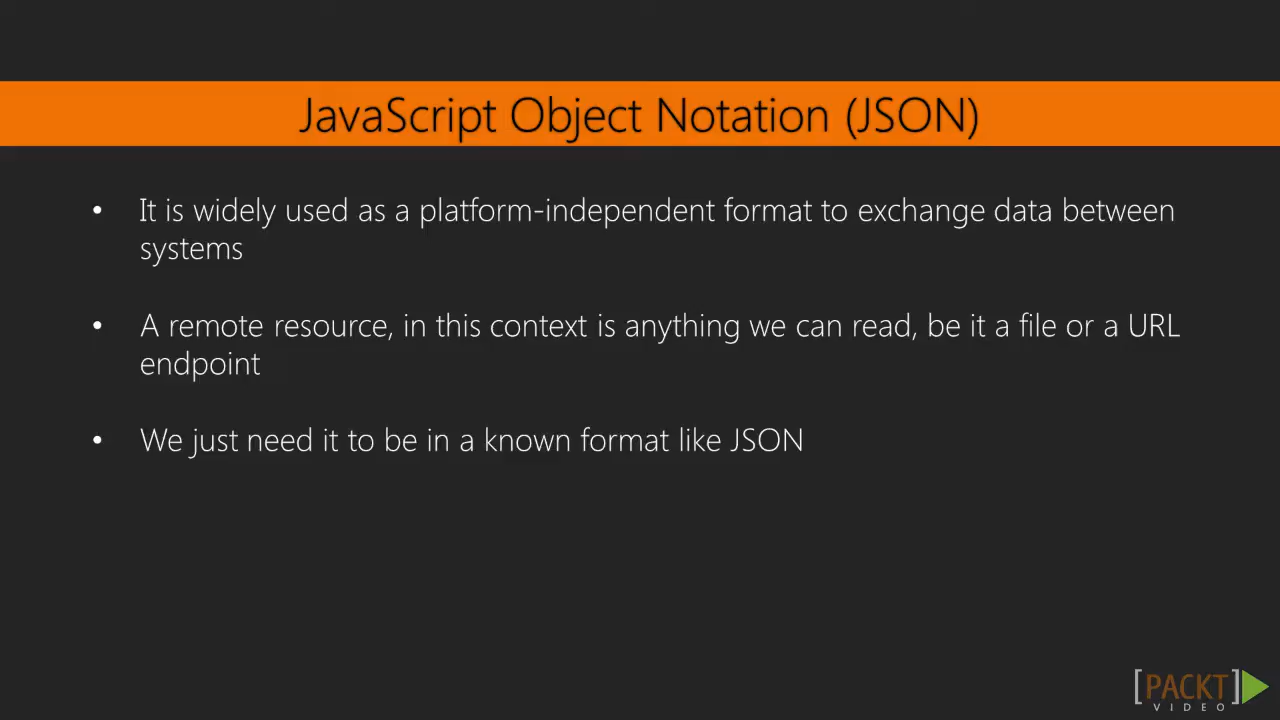 JavaScript Object Notation (JSON)
• It is widely used as a platform-independent format to exchange data between
systems
• A remote resource, in this context is anything we can read, be it a file or a URL
endpoint
• We just need it to be in a known format like JSON
[PACKT]
VIDEO